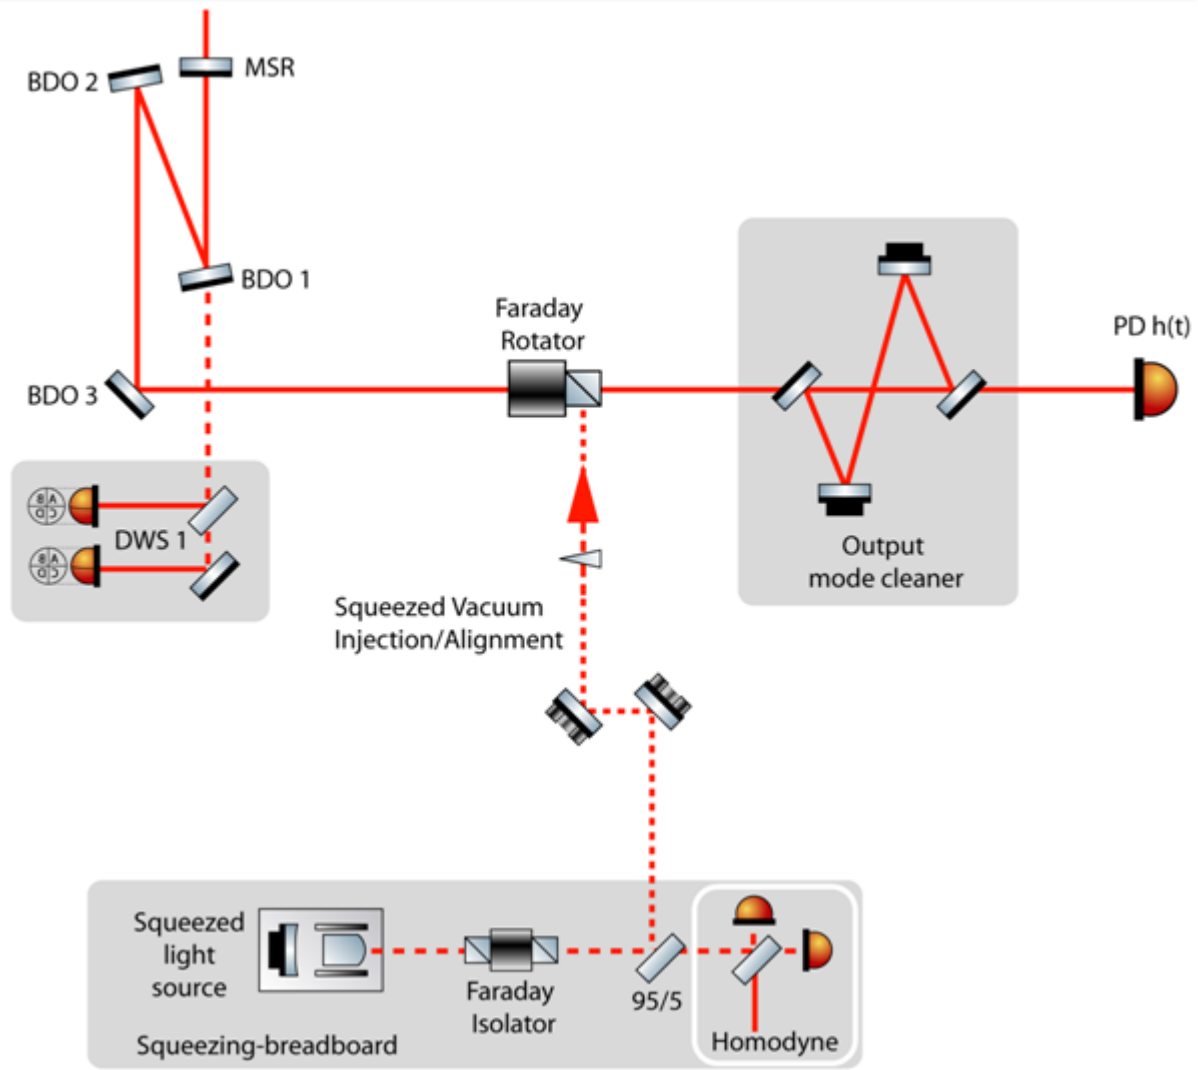 MSR
BDO 2
BDO 1
Faraday
Rotator
PD h(t)
BDO 3
DWS 1
Output
mode cleaner
Squeezed Vacuum
Injection/Alignment
Squeezed
light
source
Faraday
Isolator
95/5
Homodyne
Squeezing-breadboard